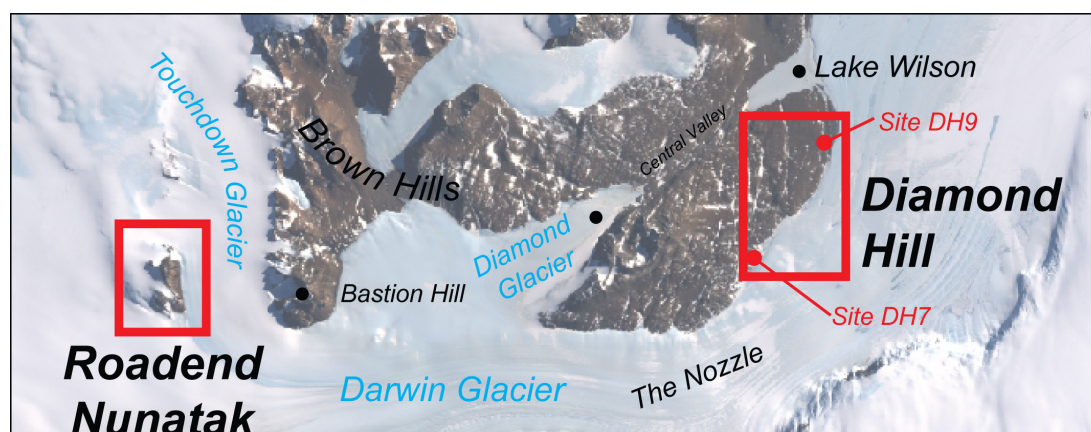 Touchdown Glacier
Brown Hills
Central Valley
Lake Wilson
Site DH9
Diamond
Hill
Diamond
Glacier
Bastion Hill
Site DH7
Roadend
Nunatak
Darwin Glacier
The Nozzle